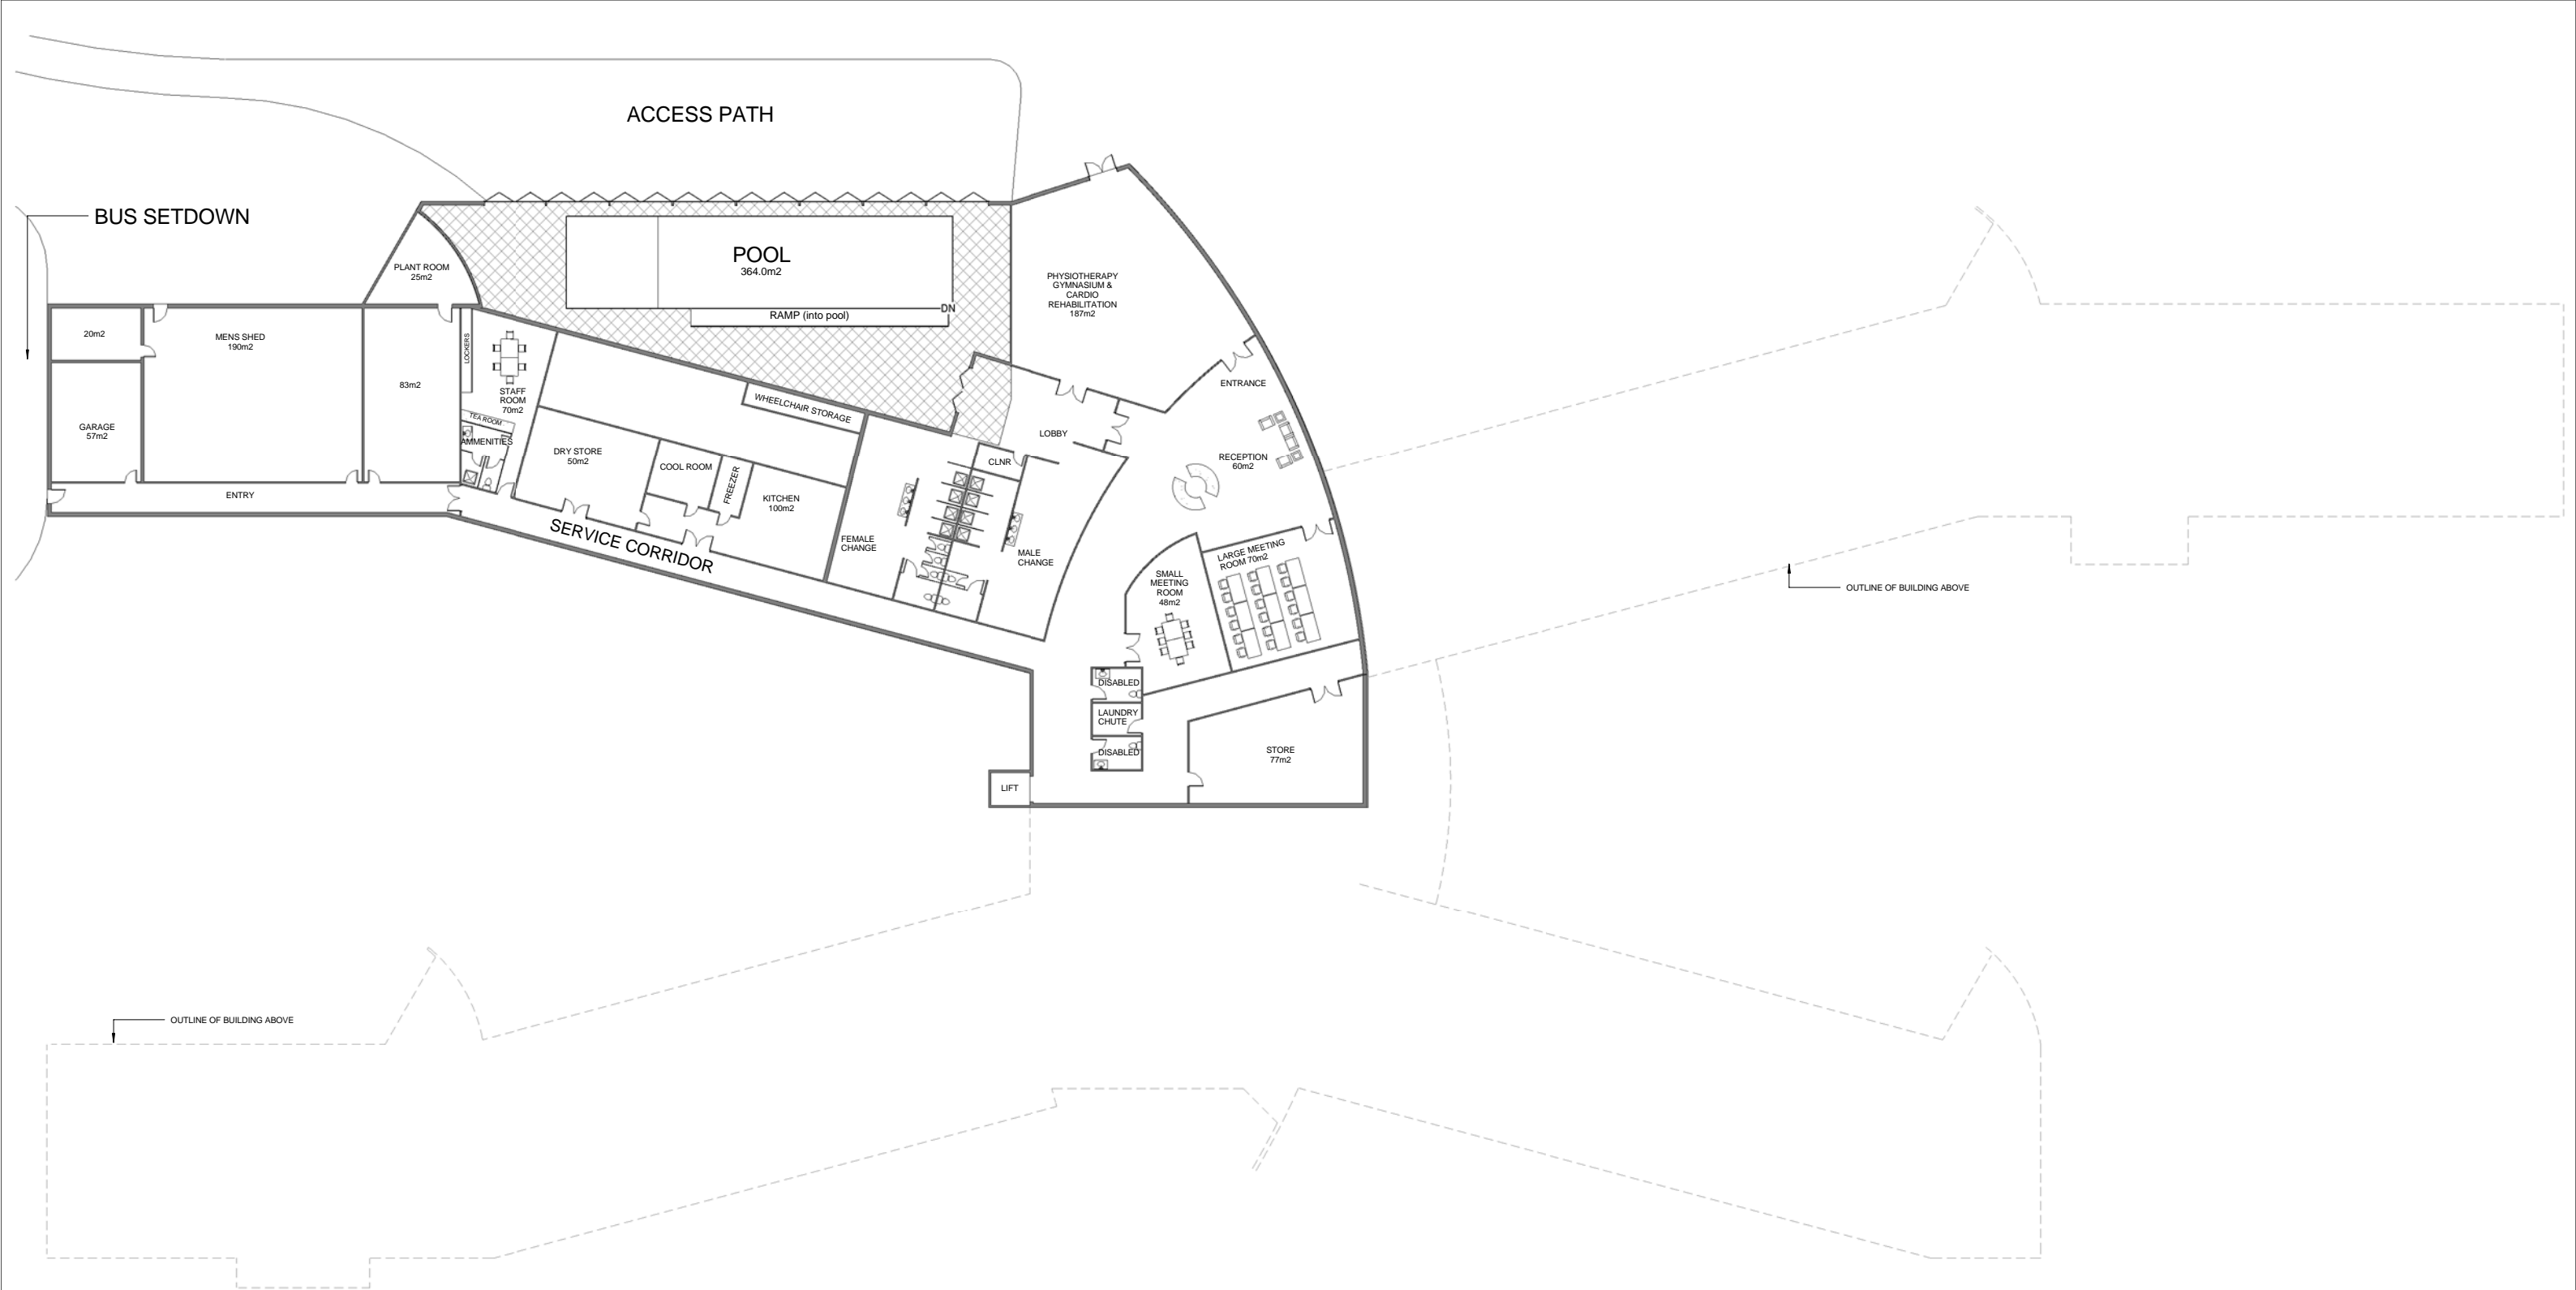 ACCESS PATH
BUS SETDOWN
POOL
364.0m2
DN
RAMP (into pool)
PLANT ROOM
25m2
PHYSIOTHERAPY
GYMNASIUM &
CARDIO
REHABILITATION
187m2
20m2
MENS SHED
190m2
83m2
GARAGE
57m2
ENTRY
LOCKERS
STAFF
ROOM
70m2
TEA ROOM
AMMENITIES
WHEELCHAIR STORAGE
DRY STORE
50m2
COOL ROOM
FREEZER
KITCHEN
100m2
SERVICE CORRIDOR
FEMALE
CHANGE
MALE
CHANGE
CLNR
LOBBY
ENTRANCE
RECEPTION
60m2
LARGE MEETING
ROOM 70m2
SMALL
MEETING
ROOM
48m2
DISABLED
LAUNDRY
CHUTE
DISABLED
STORE
77m2
LIFT
OUTLINE OF BUILDING ABOVE
OUTLINE OF BUILDING ABOVE